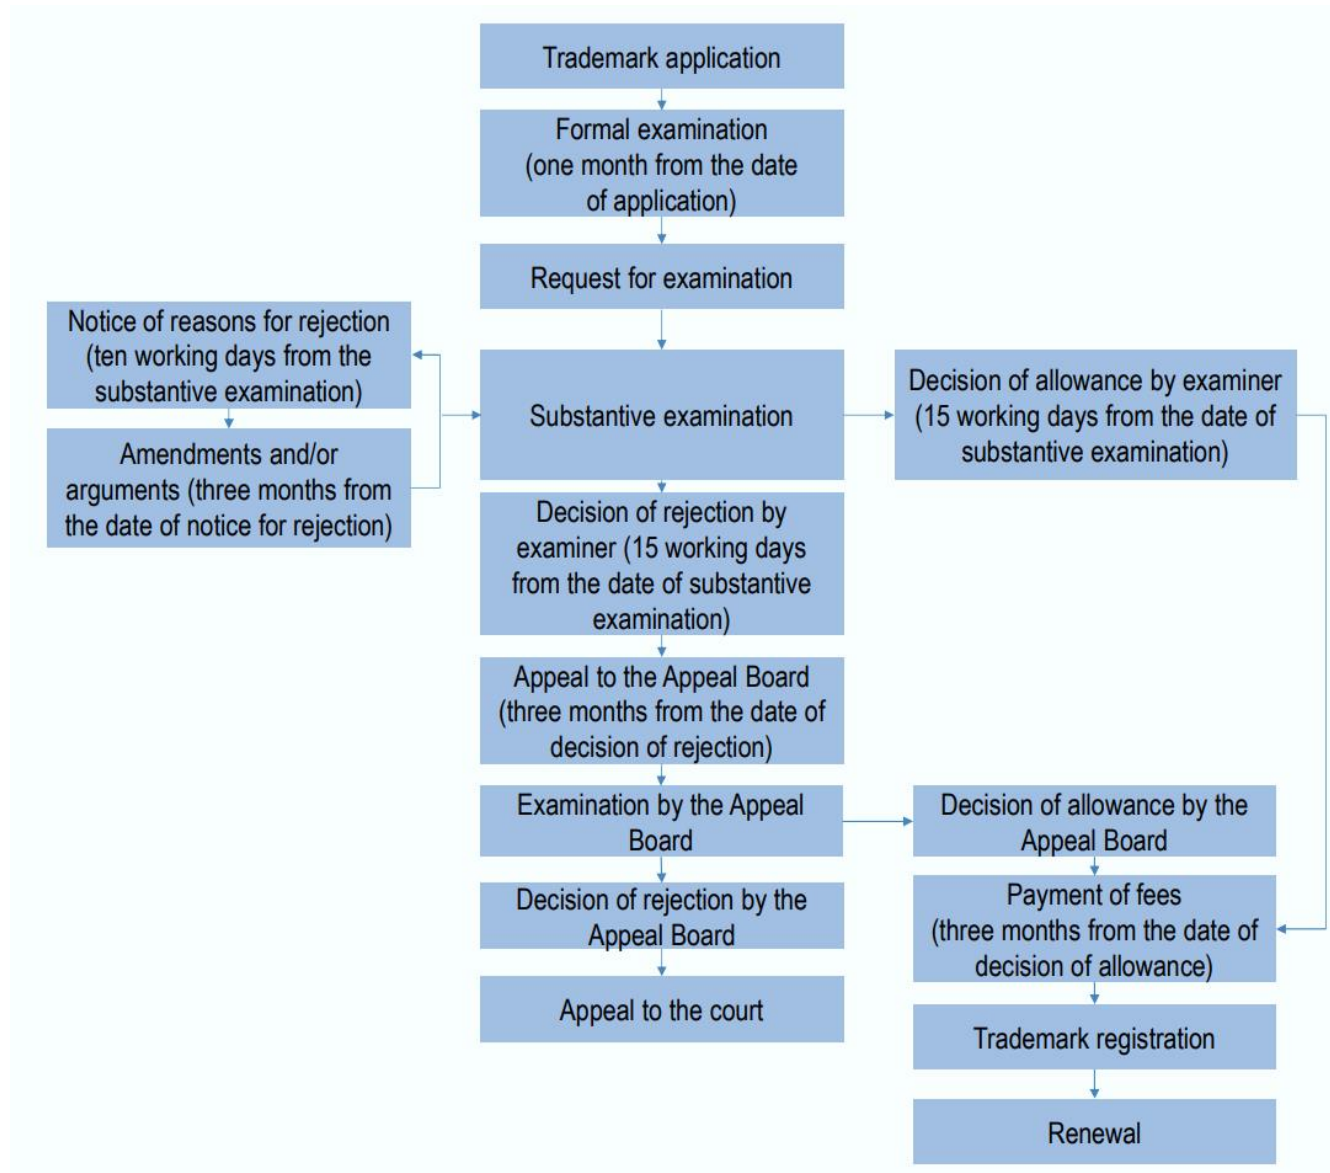 Trademark application
Formal examination
(one month from the date
of application)
Request for examination
Notice of reasons for rejection
(ten working days from the
substantive examination)
Amendments and/or
arguments (three months from
the date of notice for rejection)
Substantive examination
Decision of allowance by examiner
(15 working days from the date of
substantive examination)
Decision of rejection by
examiner (15 working days
from the date of substantive
examination)
Appeal to the Appeal Board
(three months from the date of
decision of rejection)
Examination by the Appeal
Board
Decision of allowance by the
Appeal Board
Decision of rejection by the
Appeal Board
Payment of fees
(three months from the date of
decision of allowance)
Appeal to the court
Trademark registration
Renewal